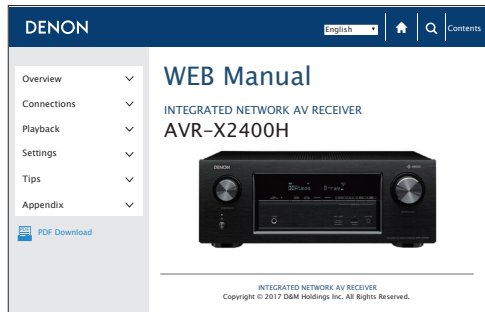 DENON
English
Contents
Overview
Connections
Playback
Settings
Tips
Appendix
PDF Download
WEB Manual
INTEGRATED NETWORK AV RECEIVER
AVR-X2400H
DENON
INTEGRATED NETWORK AV RECEIVER
Copyright © 2017 D&M Holdings Inc. All Rights Reserved.